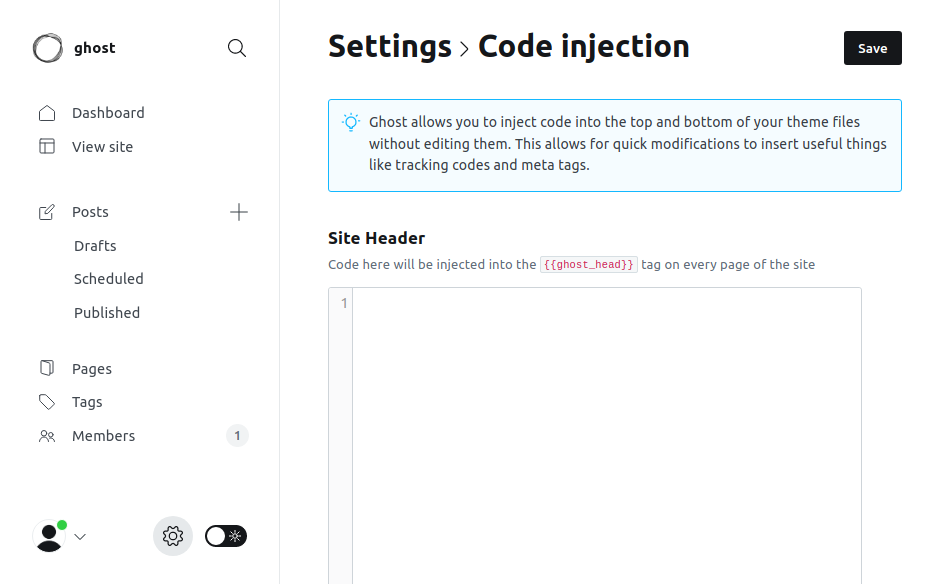 ghost
Dashboard
View site
Posts
Drafts
Scheduled
Published
Pages
Tags
Members
1
Settings
Code injection
Save
Ghost allows you to inject code into the top and bottom of your theme files
without editing them. This allows for quick modifications to insert useful things
like tracking codes and meta tags.
Site Header
Code here will be injected into the {{ghost_head}} tag on every page of the site
1